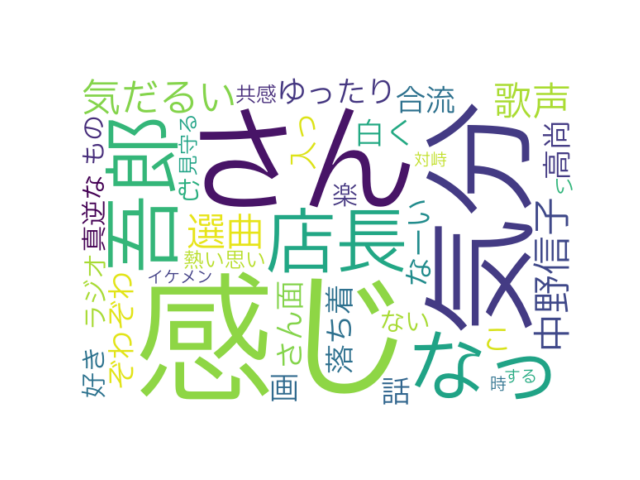 気だるい
共感
ゆったり
合流
歌声
真逆な
もの
吾郎
む
見守る
さん
入っ
白く
対峙
気分
高尚
い
楽
選曲
店長
なーい
中野信子
熱い思い
ラジオ
イケメン
ぞわぞわ
感じ
さん面
落ち着
ない
こ
好き
画
話
なっ
時
する